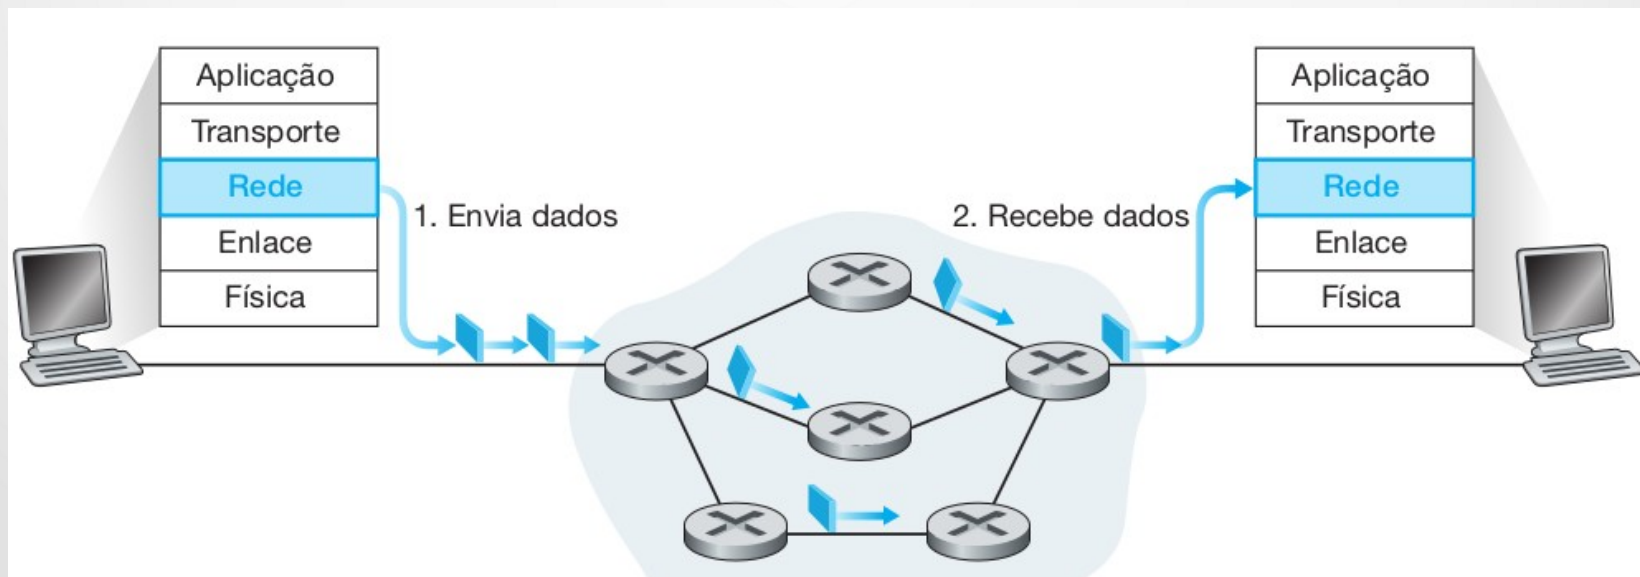 Aplicação
Transporte
Rede
Enlace
Física
1. Envia dados
2. Recebe dados
Aplicação
Transporte
Rede
Enlace
Física